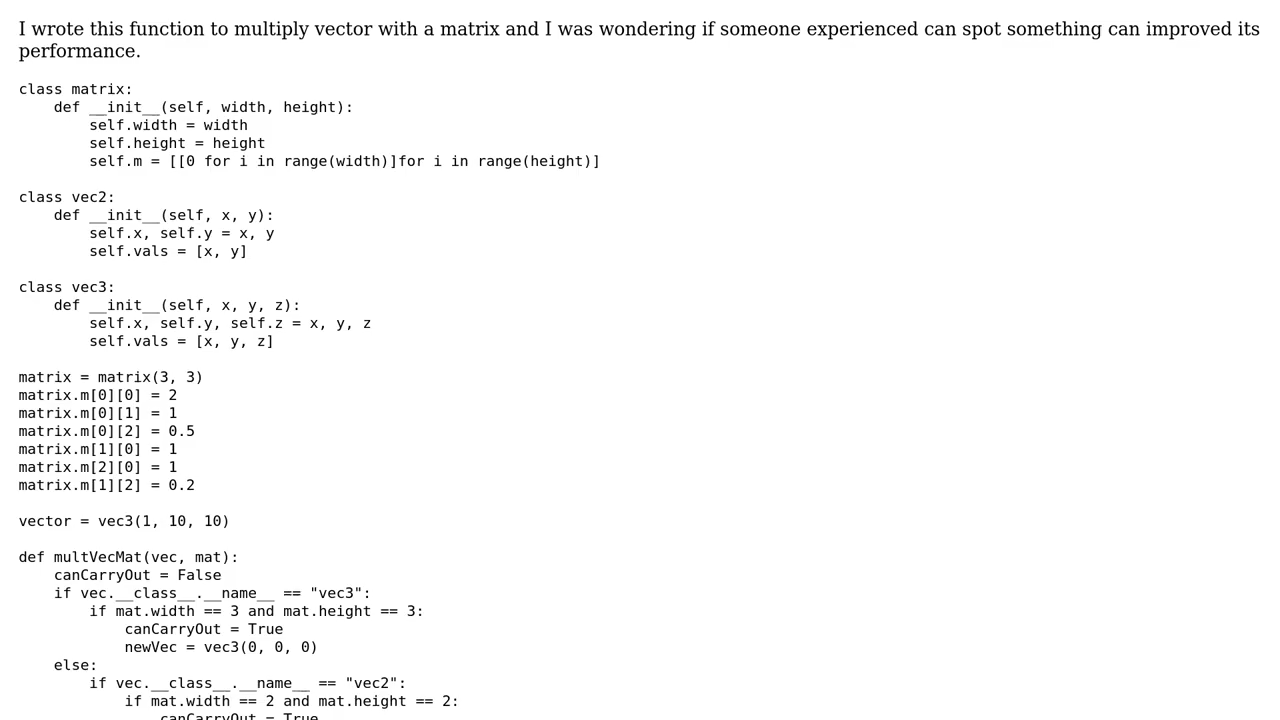 I wrote this function to multiply vector with a matrix and I was wondering if someone experienced can spot something can improved its
performance.
class matrix:
    def __init__(self, width, height):
        self.width = width
        self.height = height
        self.m = [[0 for i in range(width)]for i in range(height)]
class vec2:
    def __init__(self, x, y):
        self.x, self.y = x, y
        self.vals = [x, y]
class vec3:
    def __init__(self, x, y, z):
        self.x, self.y, self.z = x, y, z
        self.vals = [x, y, z]
matrix = matrix(3, 3)
matrix.m[0][0] = 2
matrix.m[0][1] = 1
matrix.m[0][2] = 0.5
matrix.m[1][0] = 1
matrix.m[2][0] = 1
matrix.m[1][2] = 0.2
vector = vec3(1, 10, 10)
def multVecMat(vec, mat):
    canCarryOut = False
    if vec.__class__.__name__ == "vec3":
        if mat.width == 3 and mat.height == 3:
            canCarryOut = True
            newVec = vec3(0, 0, 0)
    else:
        if vec.__class__.__name__ == "vec2":
            if mat.width == 2 and mat.height == 2:
                canCarryOut = True